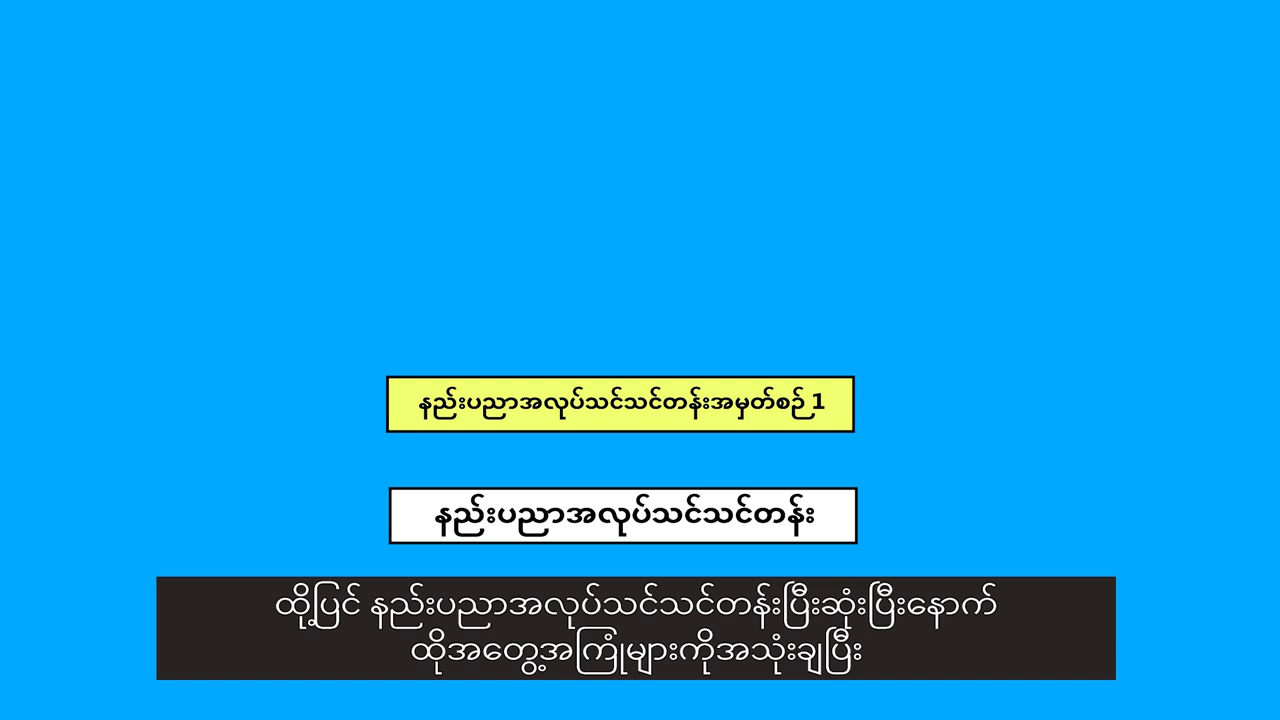 နည်းပညာအလုပ်သင်သင်တန်းအမှတ်စဉ် 1
နည်းပညာအလုပ်သင်သင်တန်း
ထို့ပြင် နည်းပညာအလုပ်သင်သင်တန်းပြီးဆုံးပြီးနောက်
ထိုအတွေ့အကြုံများကိုအသုံးချပြီး